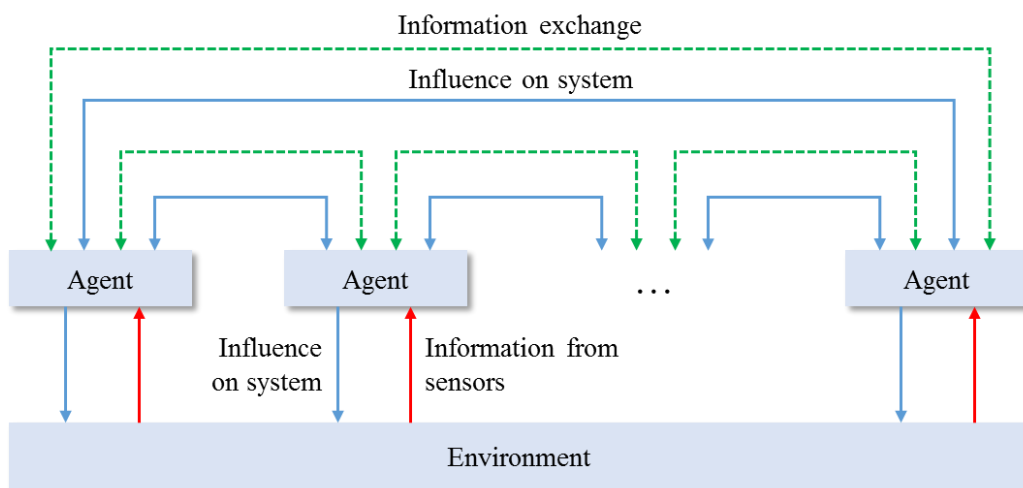 Information exchange
Influence on system
Agent
Agent
...
Agent
Influence
on system
Information from
sensors
Environment